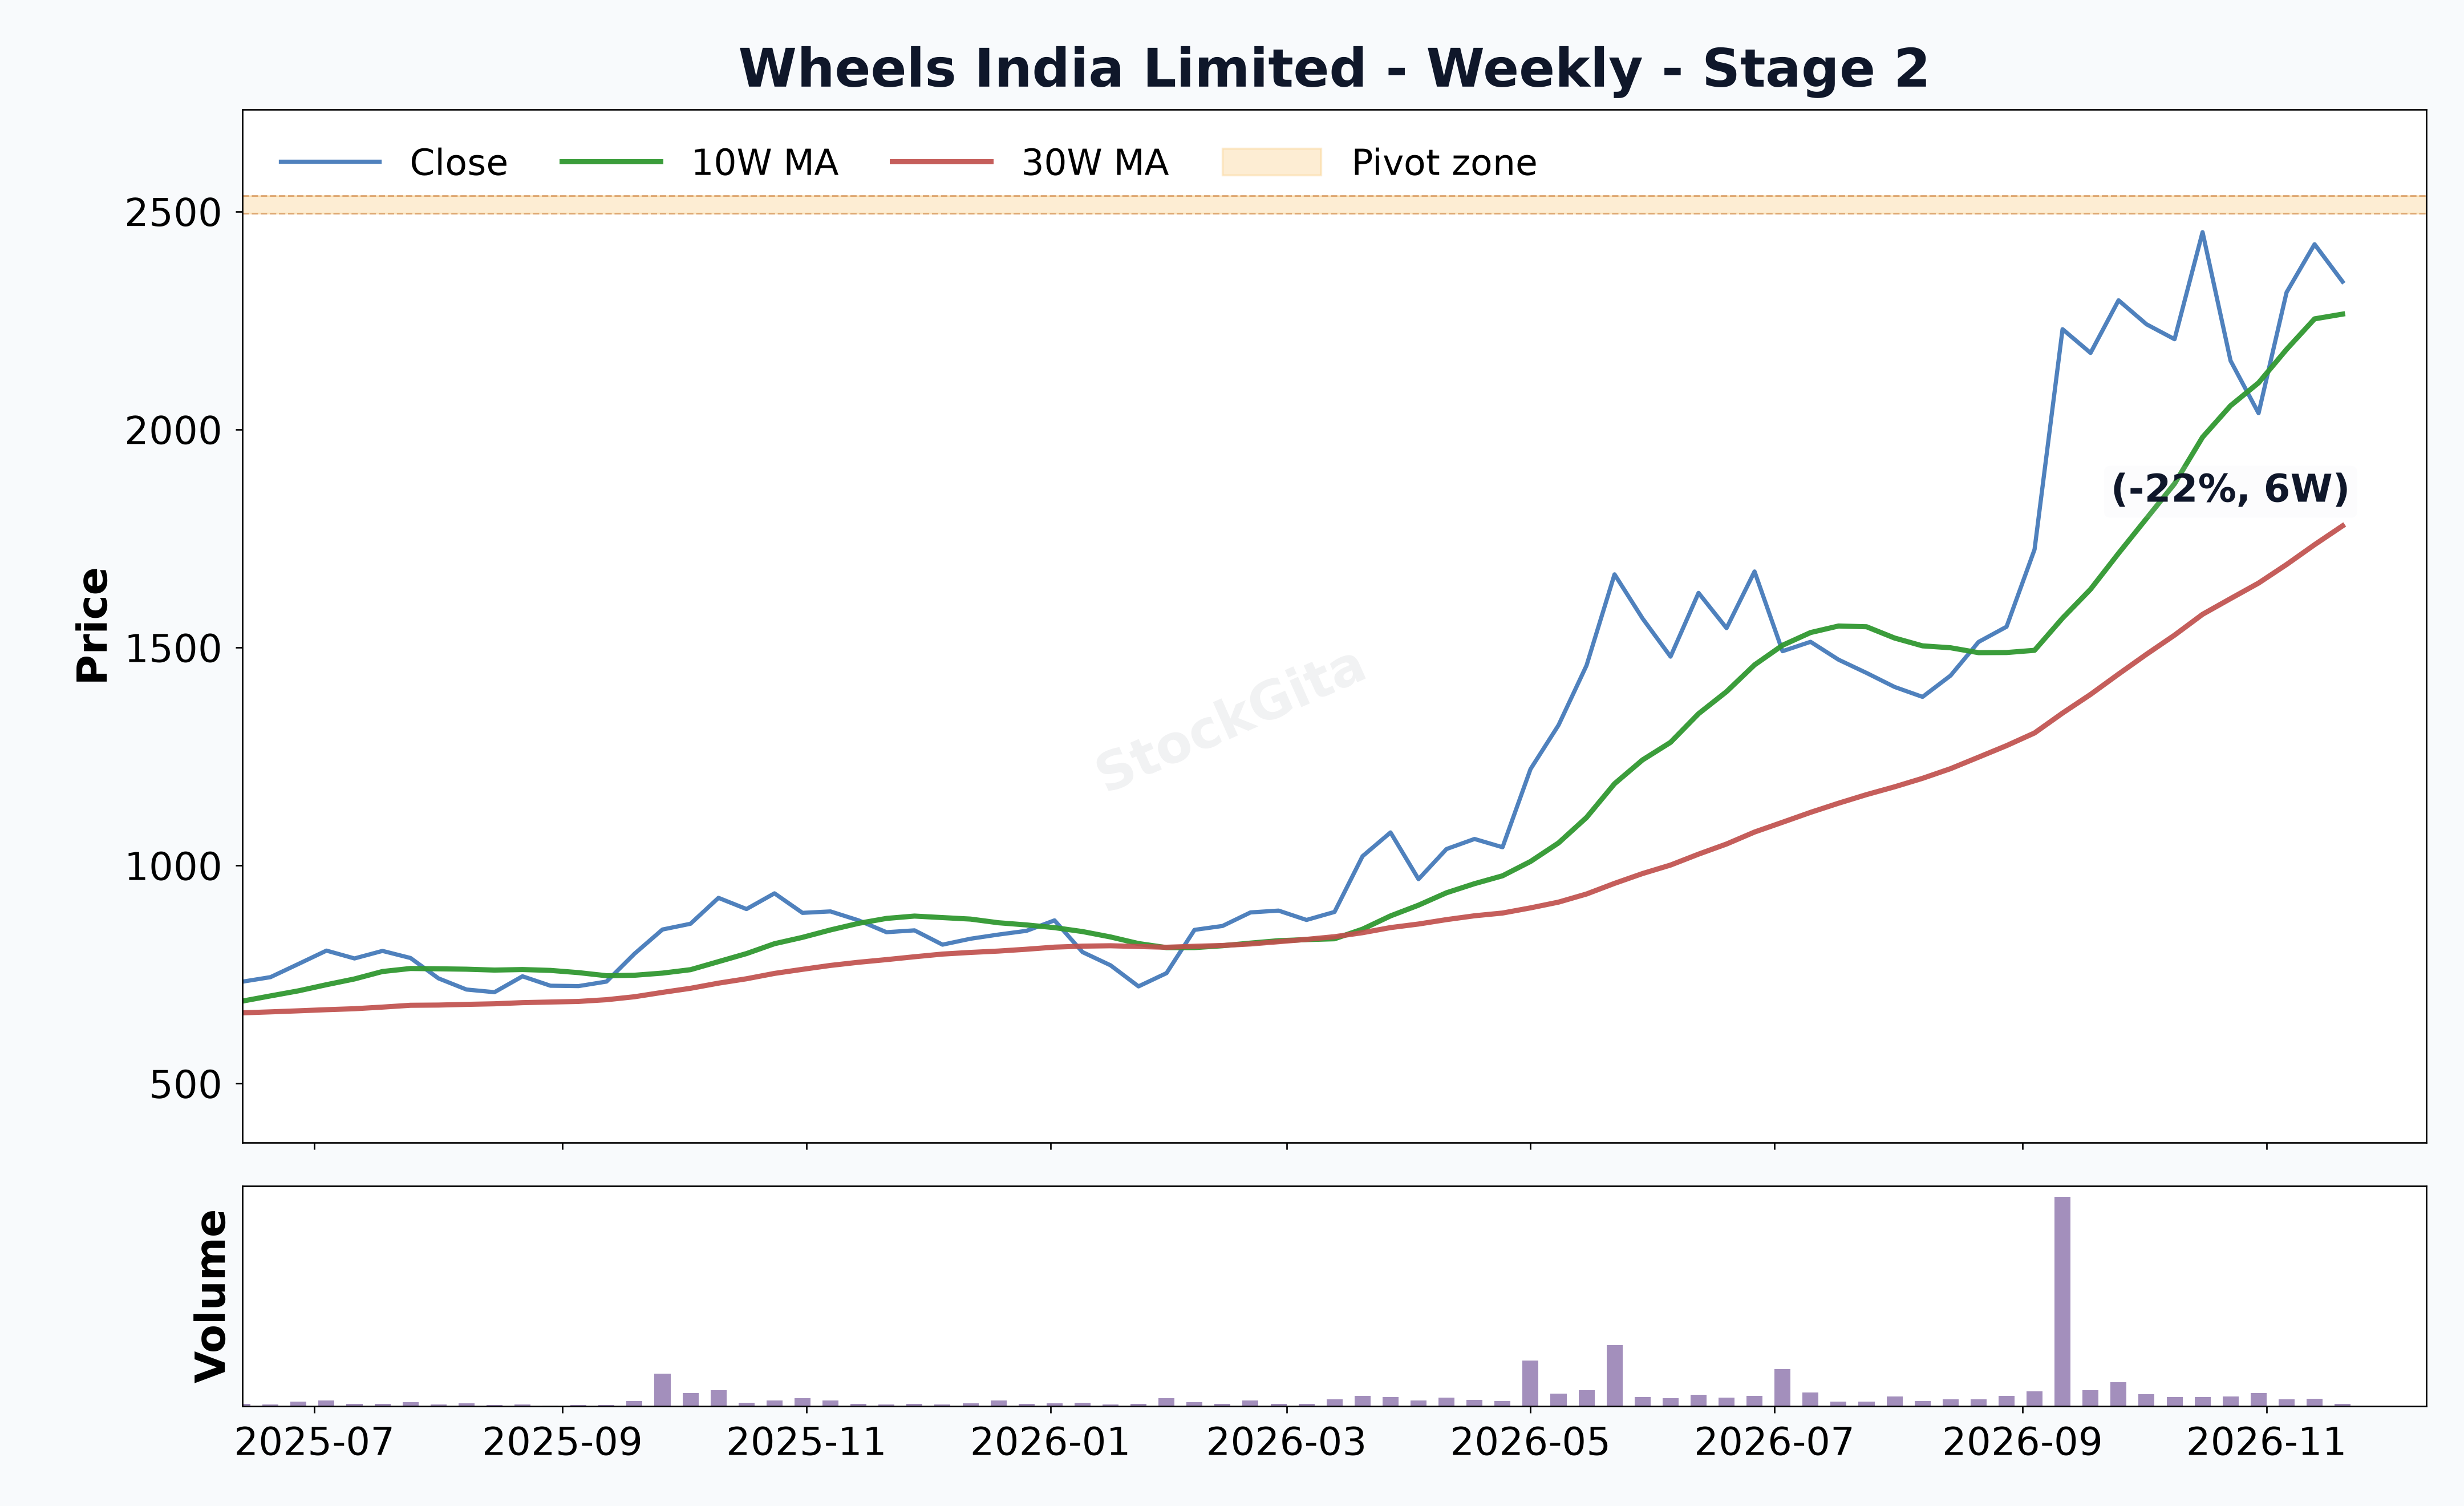 Wheels India Limited - Weekly - Stage 2
Close 10W MA 30W MA Pivot zone
2500
2000
1500
1000
500
Price
(-22%, 6W)
StockGita
Volume
2025-07 2025-09 2025-11 2026-01 2026-03 2026-05 2026-07 2026-09 2026-11